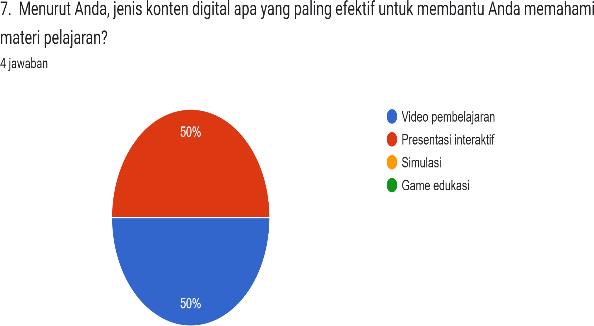 7. Menurut Anda, jenis konten digital apa yang paling efektif untuk membantu Anda memahami
materi pelajaran?
4 jawaban
50%
50%
Video pembelajaran
Presentasi interaktif
Simulasi
Game edukasi